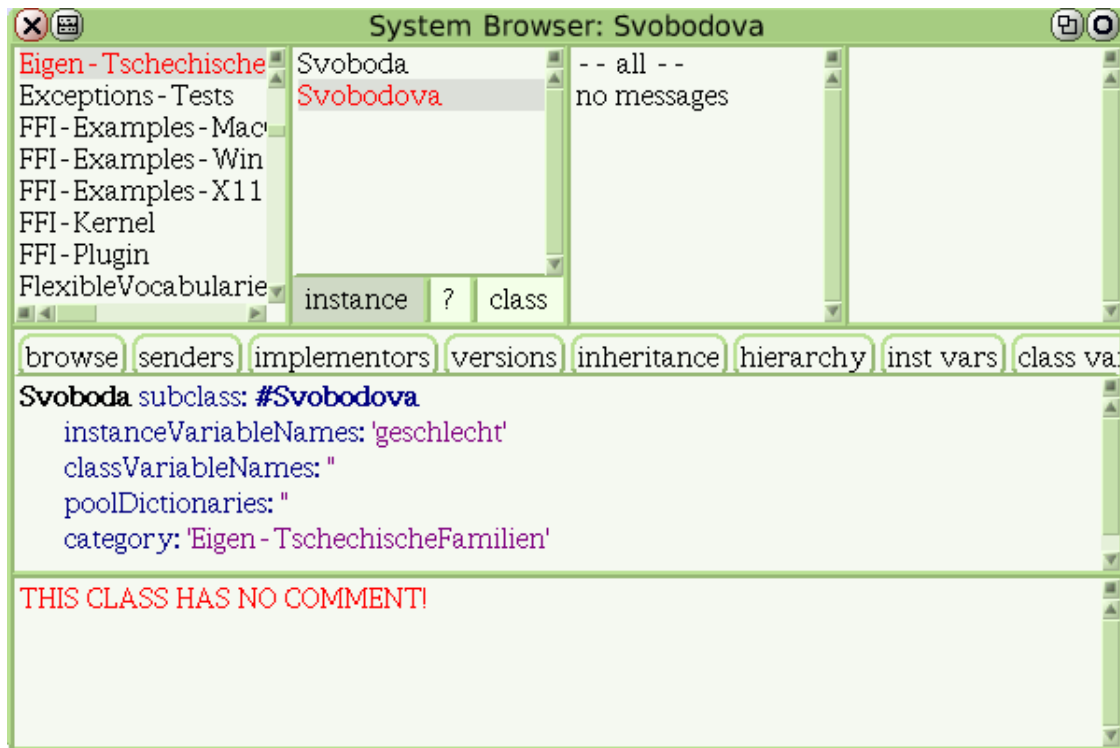 System Browser: Svobodova
Eigen-Tschechische
Exceptions-Tests
FFI-Examples-Mac
FFI-Examples-Win
FFI-Examples-X11
FFI-Kernel
FFI-Plugin
FlexibleVocabularie
Svoboda
Svobodova
instance ? class
-- all --
no messages
browse senders implementors versions inheritance hierarchy inst vars class va
Svoboda subclass: #Svobodova
instanceVariableNames: 'geschlecht'
classVariableNames: ''
poolDictionaries: ''
category: 'Eigen-TschechischeFamilien'
THIS CLASS HAS NO COMMENT!